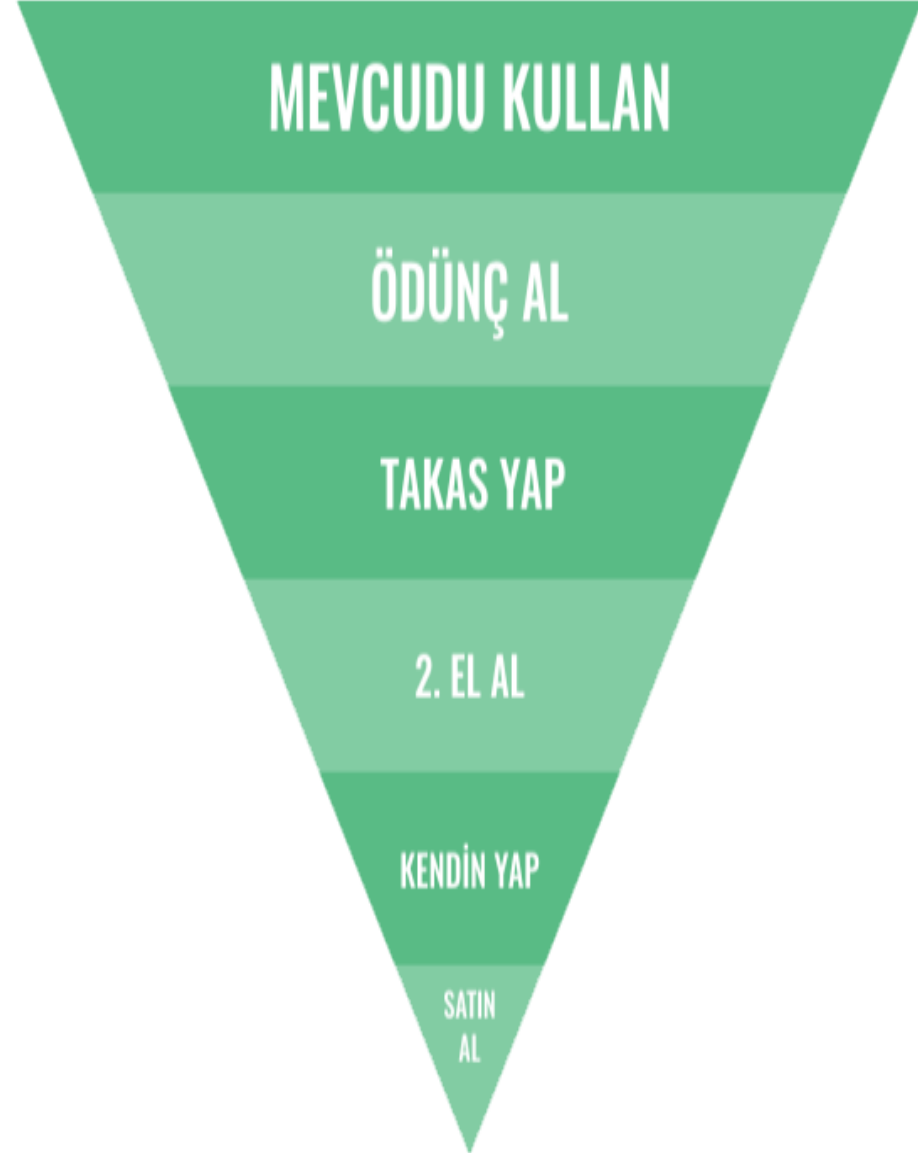 MEVCUDU KULLAN
ÖDÜNÇ AL
TAKAS YAP
2. EL AL
KENDİN YAP
SATIN
AL